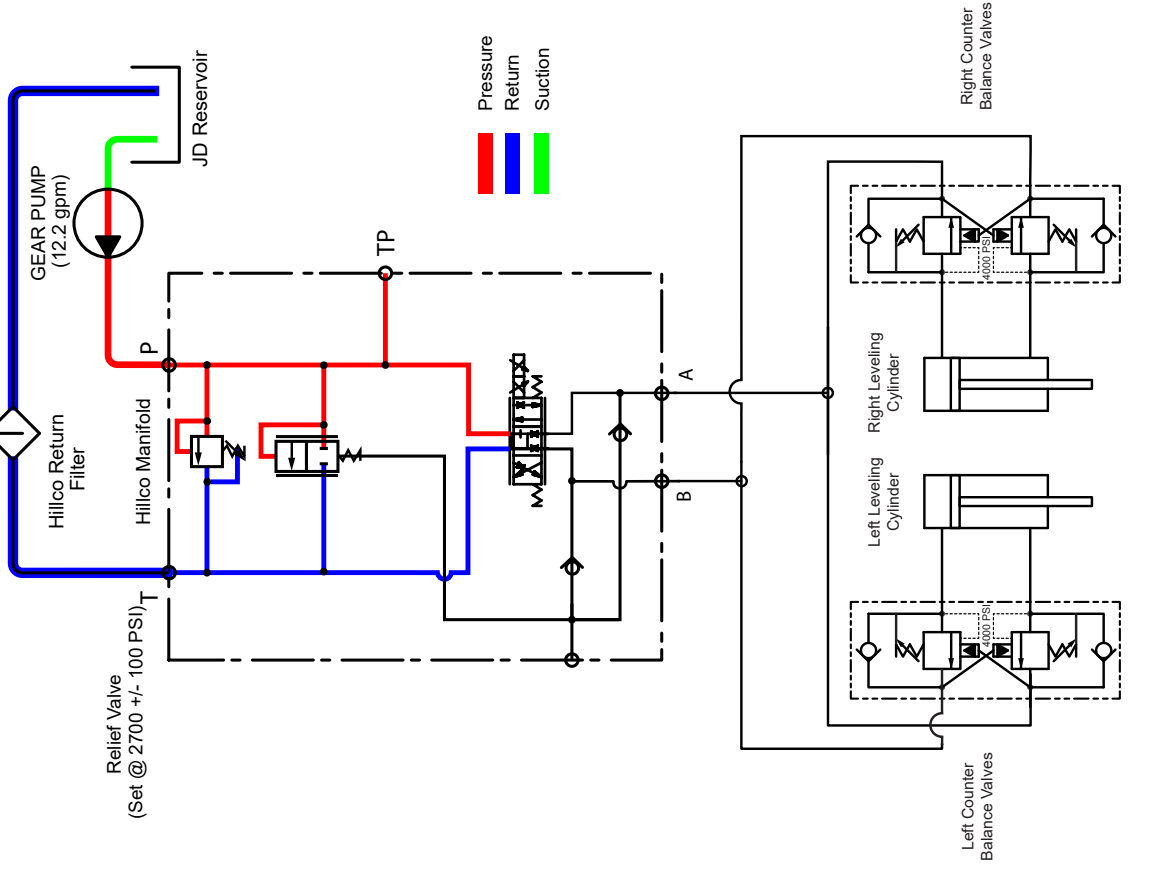 Hillco Return
Filter
GEAR PUMP
(12.2 gpm)
JD Reservoir
Relief Valve
(Set @ 2700 +/- 100 PSI)
T
Hillco Manifold
P
TP
Pressure
Return
Suction
B
A
Left Counter
Balance Valves
4000 PSI
Left Leveling
Cylinder
Right Leveling
Cylinder
4000 PSI
Right Counter
Balance Valves